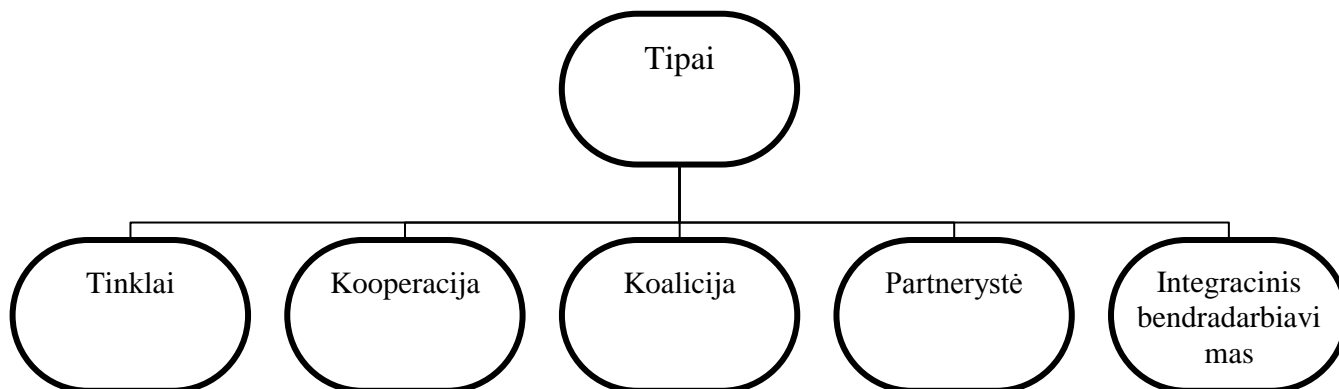 Tipai
Tinklai
Kooperacija
Koalicija
Partnerystė
Integracinis
bendradarbiavi
mas